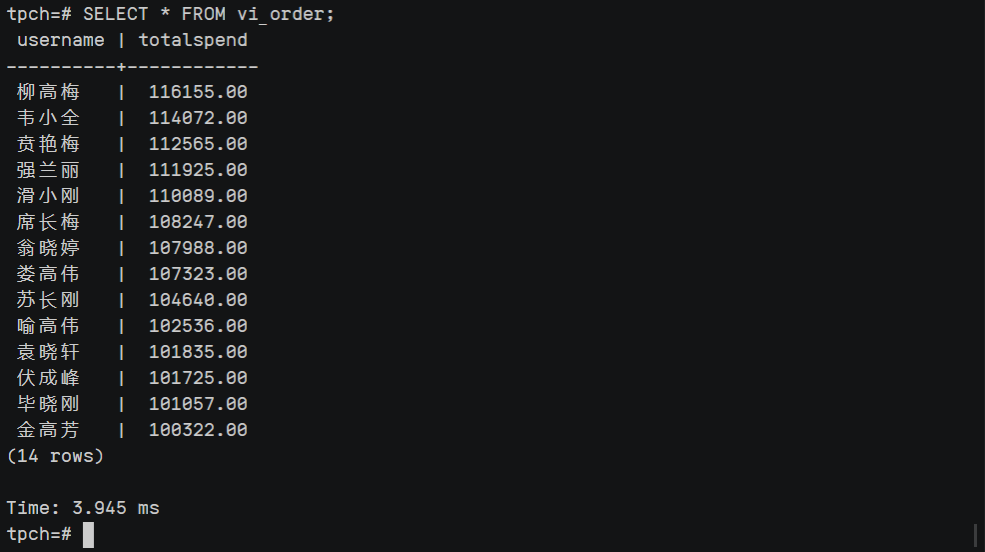 tpch=# SELECT * FROM vi_order;
 username | totalspend
----------+------------
 柳高梅   |  116155.00
 韦小全   |  114072.00
 贲艳梅   |  112565.00
 强兰丽   |  111925.00
 滑小刚   |  110089.00
 席长梅   |  108247.00
 翁晓婷   |  107988.00
 娄高伟   |  107323.00
 苏长刚   |  104640.00
 喻高伟   |  102536.00
 袁晓轩   |  101835.00
 伏成峰   |  101725.00
 毕晓刚   |  101057.00
 金高芳   |  100322.00
(14 rows)

Time: 3.945 ms
tpch=#